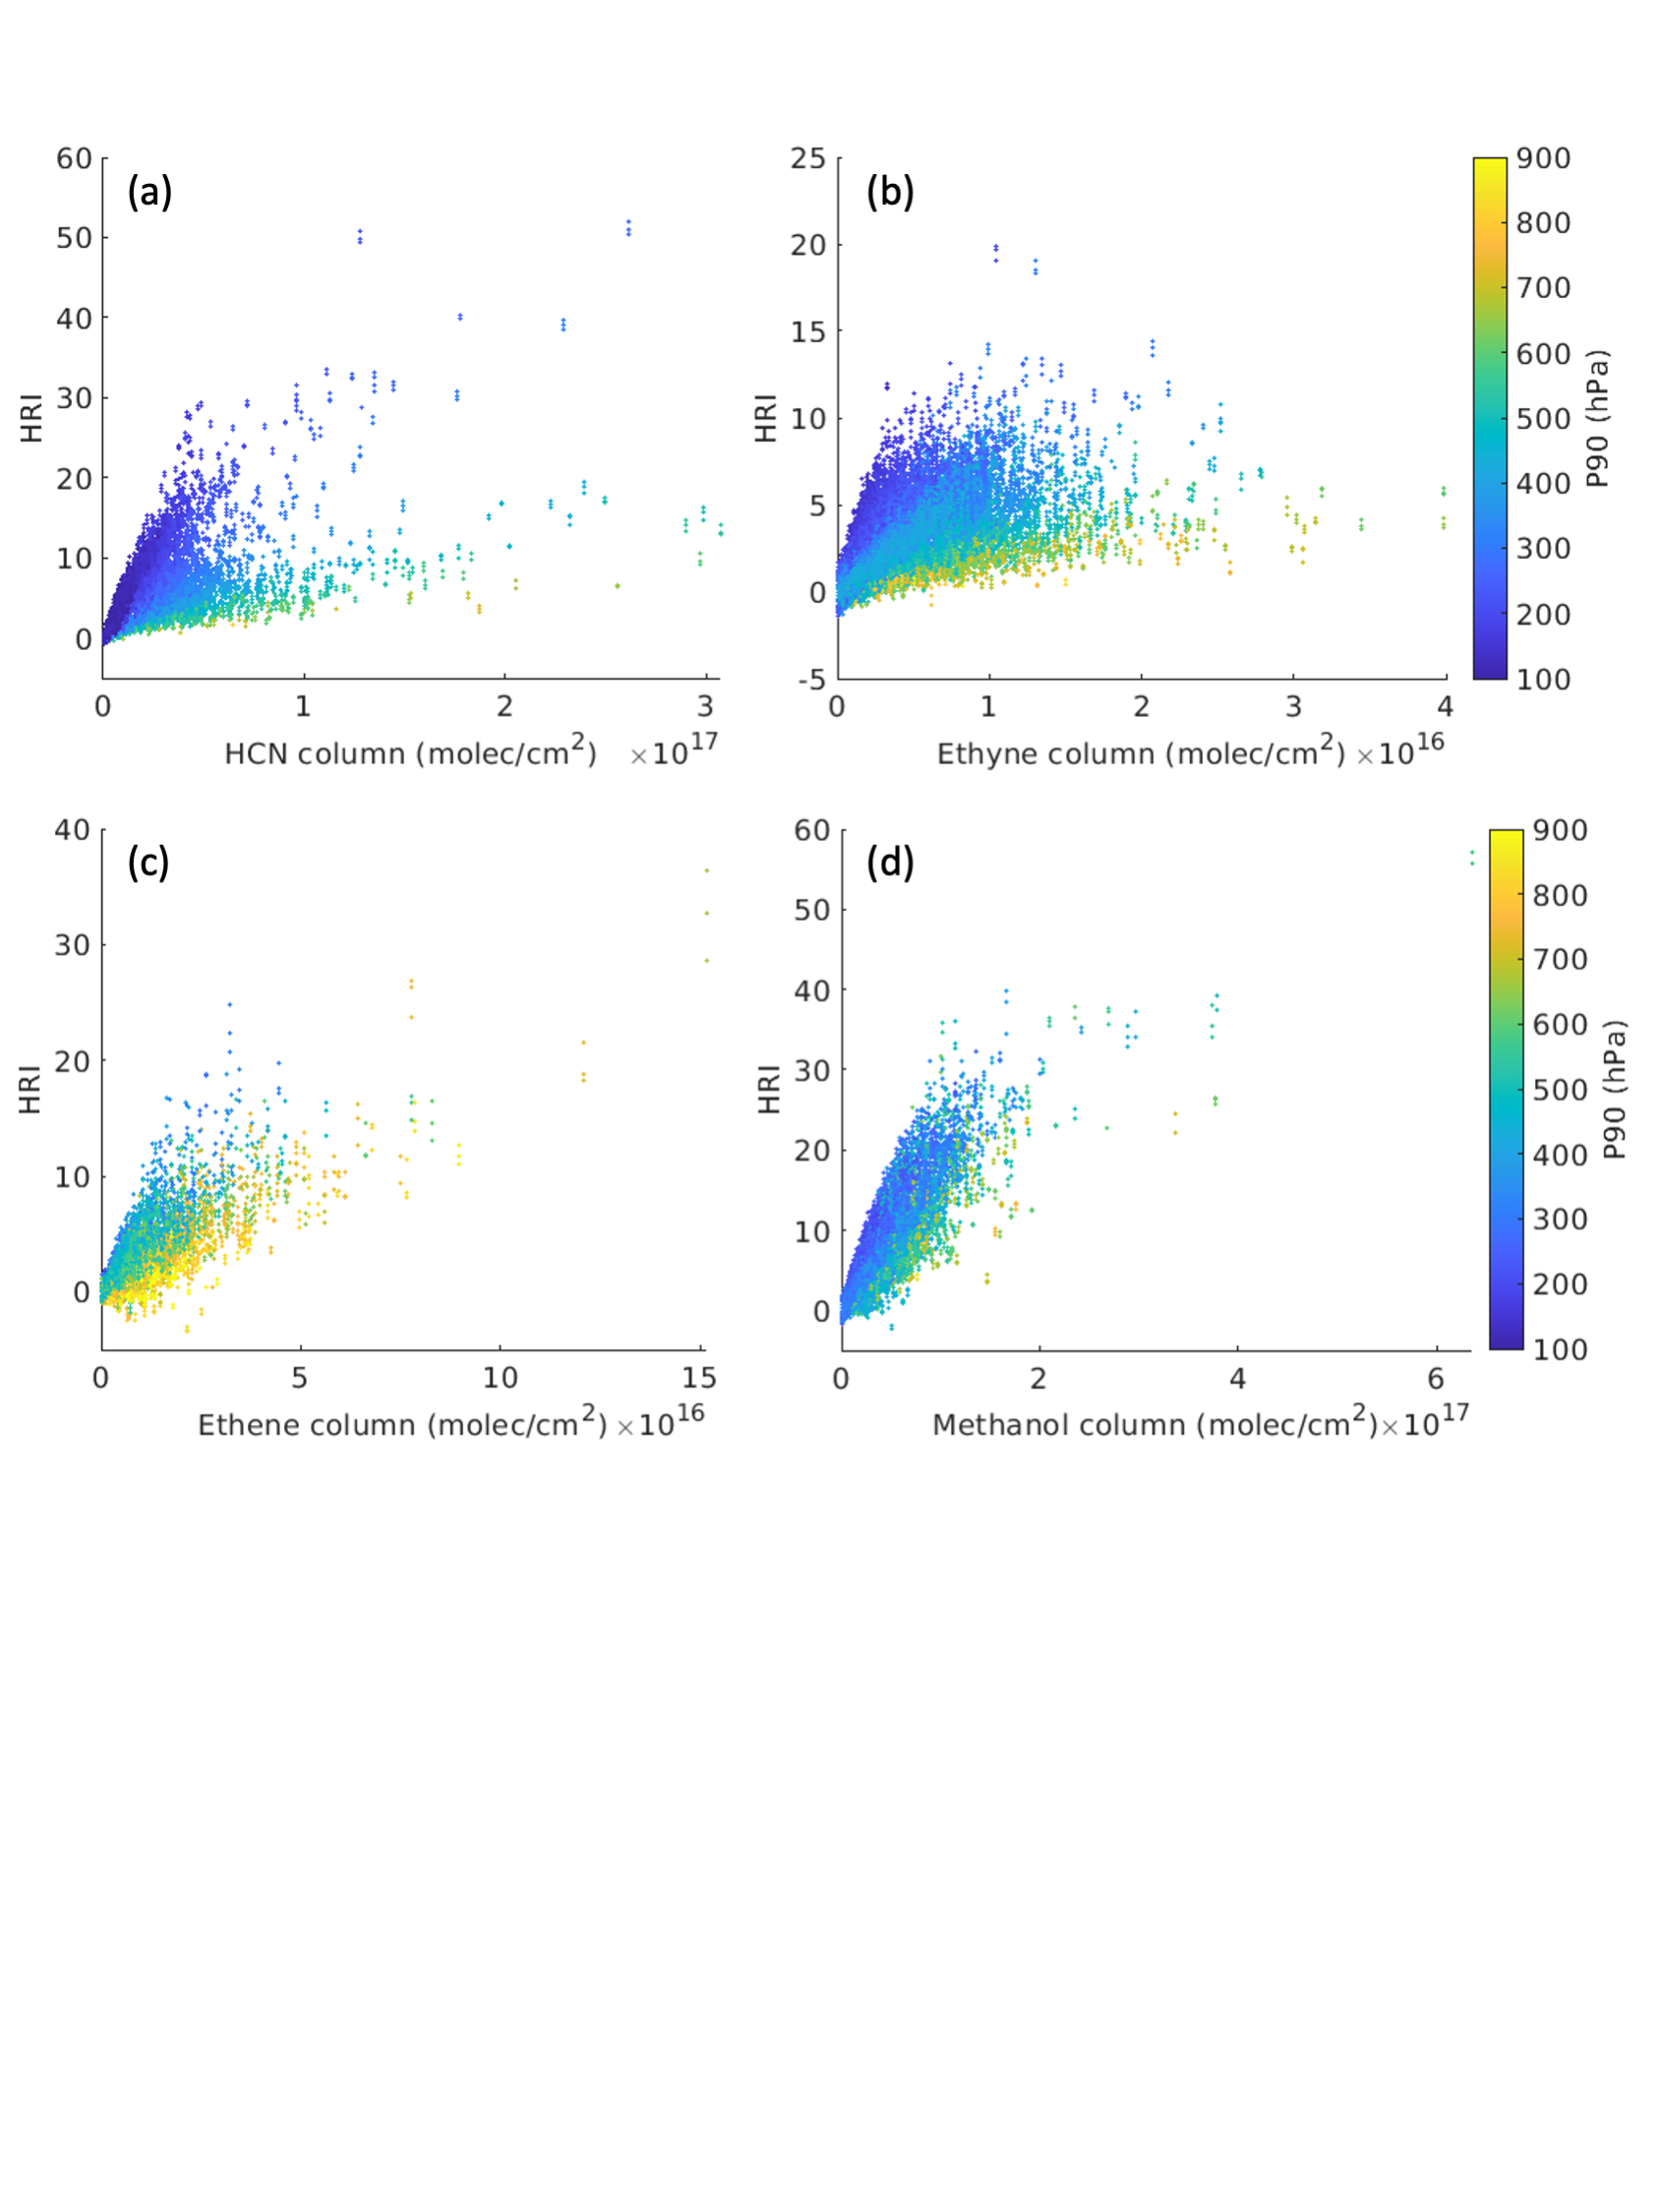 (a)
60
50
40
30
20
10
0
HRI
0 1 2 3
HCN column (molec/cm²) ×10¹⁷
(b)
25
20
15
10
5
0
-5
HRI
0 1 2 3 4
Ethyne column (molec/cm²) ×10¹⁶
900
800
700
600
500
400
300
200
100
P90 (hPa)
(c)
40
30
20
10
0
HRI
0 5 10 15
Ethene column (molec/cm²) ×10¹⁶
(d)
60
50
40
30
20
10
0
HRI
0 2 4 6
Methanol column (molec/cm²)×10¹⁷
900
800
700
600
500
400
300
200
100
P90 (hPa)